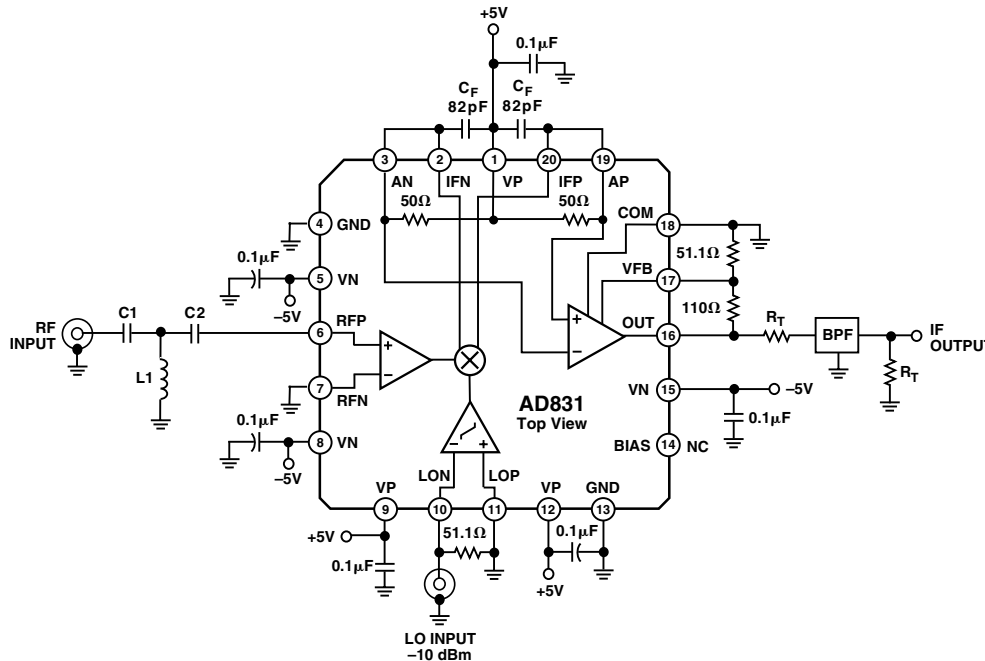 +5V
0.1µF
C_F
82pF
C_F
82pF
3
2
1
20
19
AN
IFN
VP
IFP
AP
50Ω
50Ω
4
GND
COM
18
51.1Ω
0.1µF
5
VN
–5V
VFB
17
110Ω
RF
INPUT
C1
C2
6
RFP
OUT
16
R_T
BPF
IF
OUTPUT
R_T
L1
7
RFN
AD831
Top View
VN
15
–5V
0.1µF
0.1µF
8
VN
–5V
BIAS
14
NC
LON
LOP
VP
9
10
11
VP
12
GND
13
+5V
0.1µF
51.1Ω
0.1µF
+5V
LO INPUT
–10 dBm